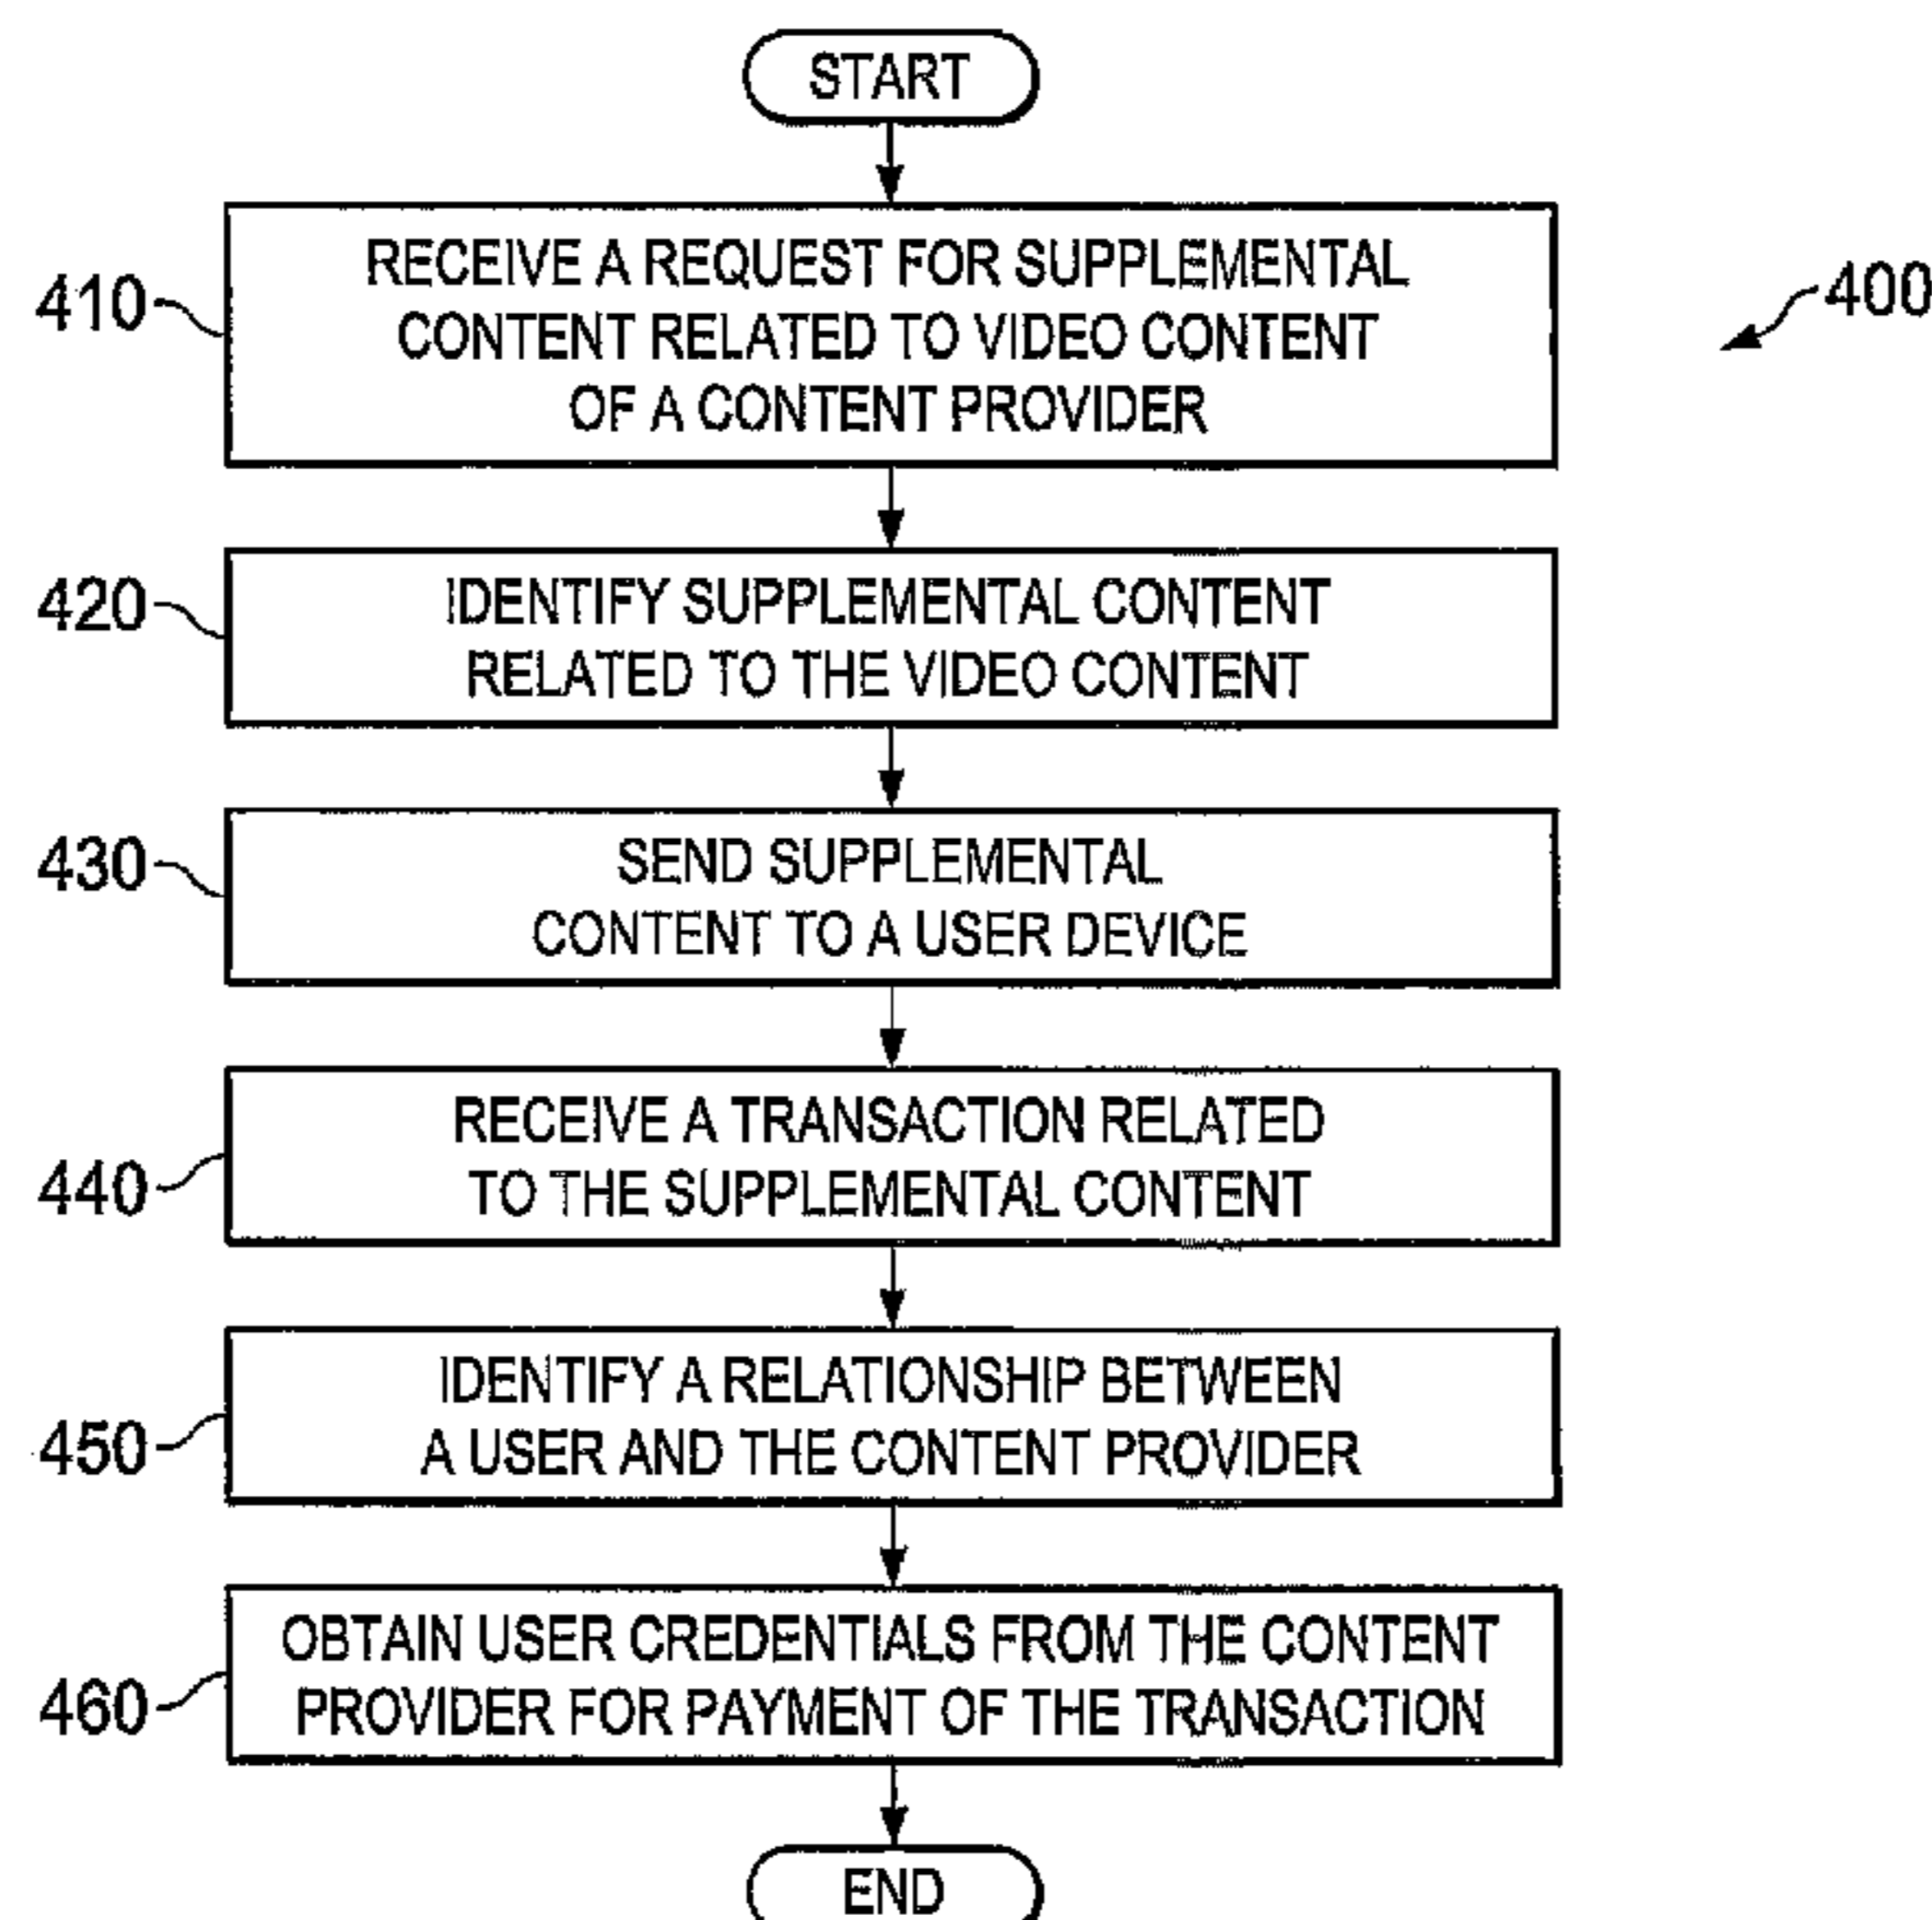 START
410
RECEIVE A REQUEST FOR SUPPLEMENTAL
CONTENT RELATED TO VIDEO CONTENT
OF A CONTENT PROVIDER
400
420
IDENTIFY SUPPLEMENTAL CONTENT
RELATED TO THE VIDEO CONTENT
430
SEND SUPPLEMENTAL
CONTENT TO A USER DEVICE
440
RECEIVE A TRANSACTION RELATED
TO THE SUPPLEMENTAL CONTENT
450
IDENTIFY A RELATIONSHIP BETWEEN
A USER AND THE CONTENT PROVIDER
460
OBTAIN USER CREDENTIALS FROM THE CONTENT
PROVIDER FOR PAYMENT OF THE TRANSACTION
END